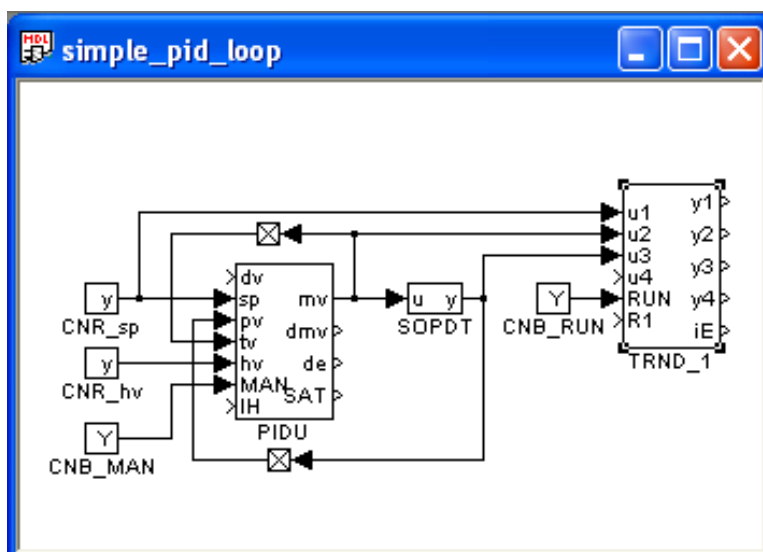 MDL
simple_pid_loop
y
CNR_sp
y
CNR_hv
Y
CNB_MAN
dv
sp
pv
tv
hv
MAN
IH
mv
dmv
de
SAT
PIDU
u y
SOPDT
Y
CNB_RUN
u1
u2
u3
u4
RUN
R1
y1
y2
y3
y4
iE
TRND_1